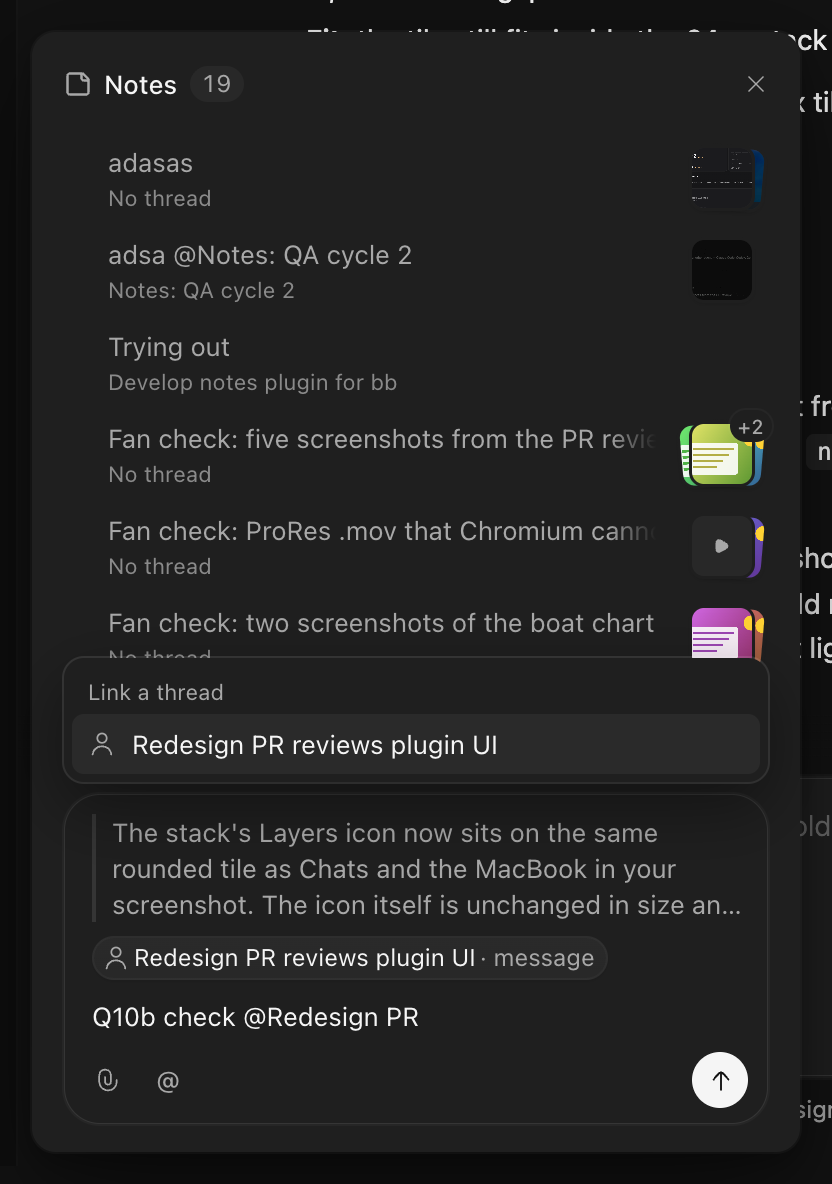 Notes 19
adasas
No thread
adsa @Notes: QA cycle 2
Notes: QA cycle 2
Trying out
Develop notes plugin for bb
Fan check: five screenshots from the PR revie
+2
No thread
Fan check: ProRes .mov that Chromium canno
No thread
Fan check: two screenshots of the boat chart
No thread
Link a thread
Redesign PR reviews plugin UI
The stack's Layers icon now sits on the same
rounded tile as Chats and the MacBook in your
screenshot. The icon itself is unchanged in size an...
Redesign PR reviews plugin UI · message
Q10b check @Redesign PR
@